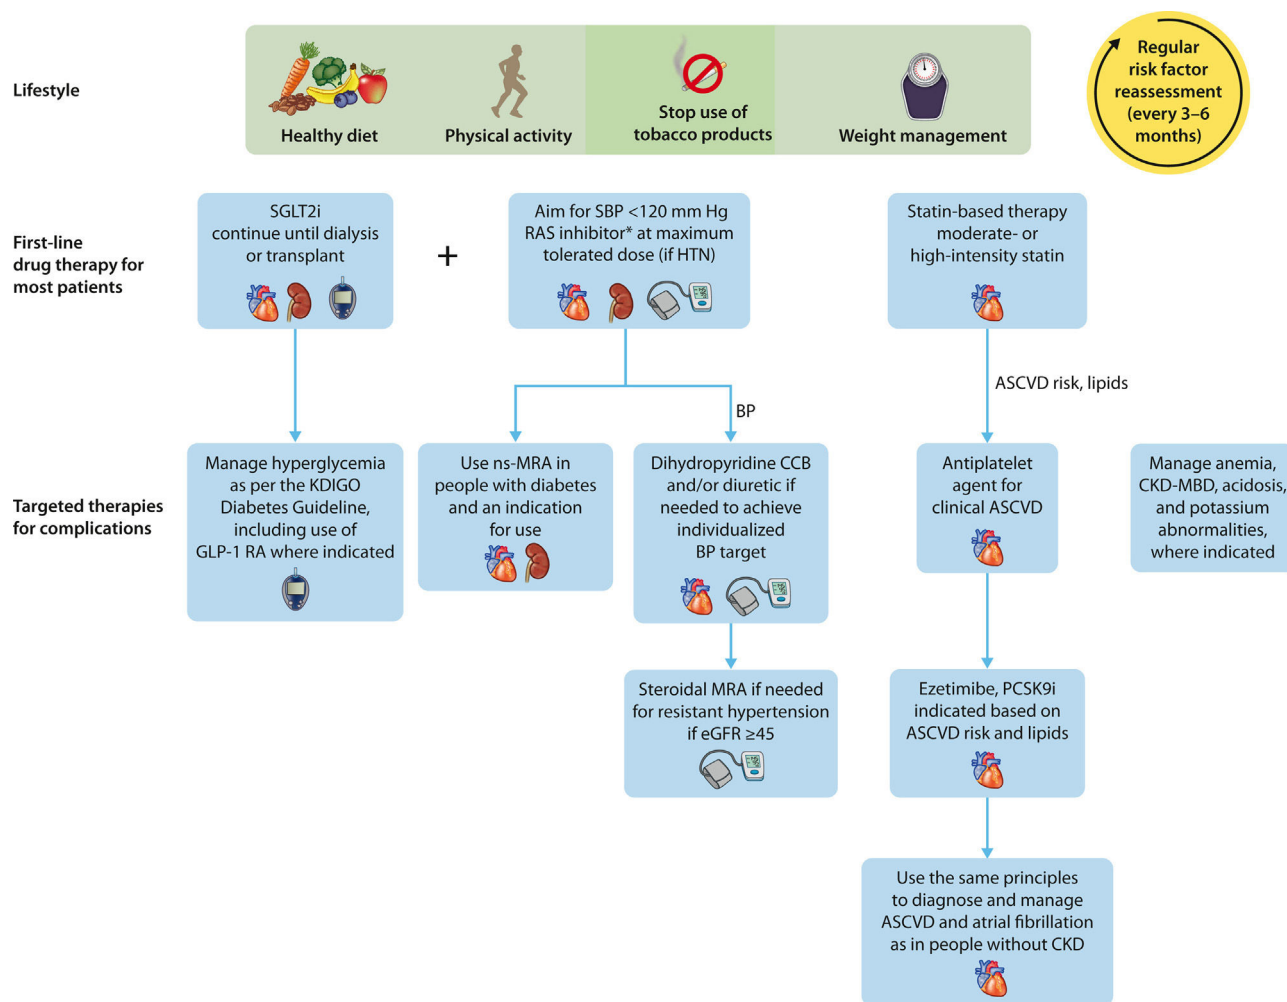 Lifestyle
Healthy diet
Physical activity
Stop use of
tobacco products
Weight management
Regular
risk factor
reassessment
(every 3–6
months)
First-line
drug therapy for
most patients
SGLT2i
continue until dialysis
or transplant
+
Aim for SBP <120 mm Hg
RAS inhibitor* at maximum
tolerated dose (if HTN)
Statin-based therapy
moderate- or
high-intensity statin
ASCVD risk, lipids
BP
Targeted therapies
for complications
Manage hyperglycemia
as per the KDIGO
Diabetes Guideline,
including use of
GLP-1 RA where indicated
Use ns-MRA in
people with diabetes
and an indication
for use
Dihydropyridine CCB
and/or diuretic if
needed to achieve
individualized
BP target
Antiplatelet
agent for
clinical ASCVD
Manage anemia,
CKD-MBD, acidosis,
and potassium
abnormalities,
where indicated
Steroidal MRA if needed
for resistant hypertension
if eGFR ≥45
Ezetimibe, PCSK9i
indicated based on
ASCVD risk and lipids
Use the same principles
to diagnose and manage
ASCVD and atrial fibrillation
as in people without CKD